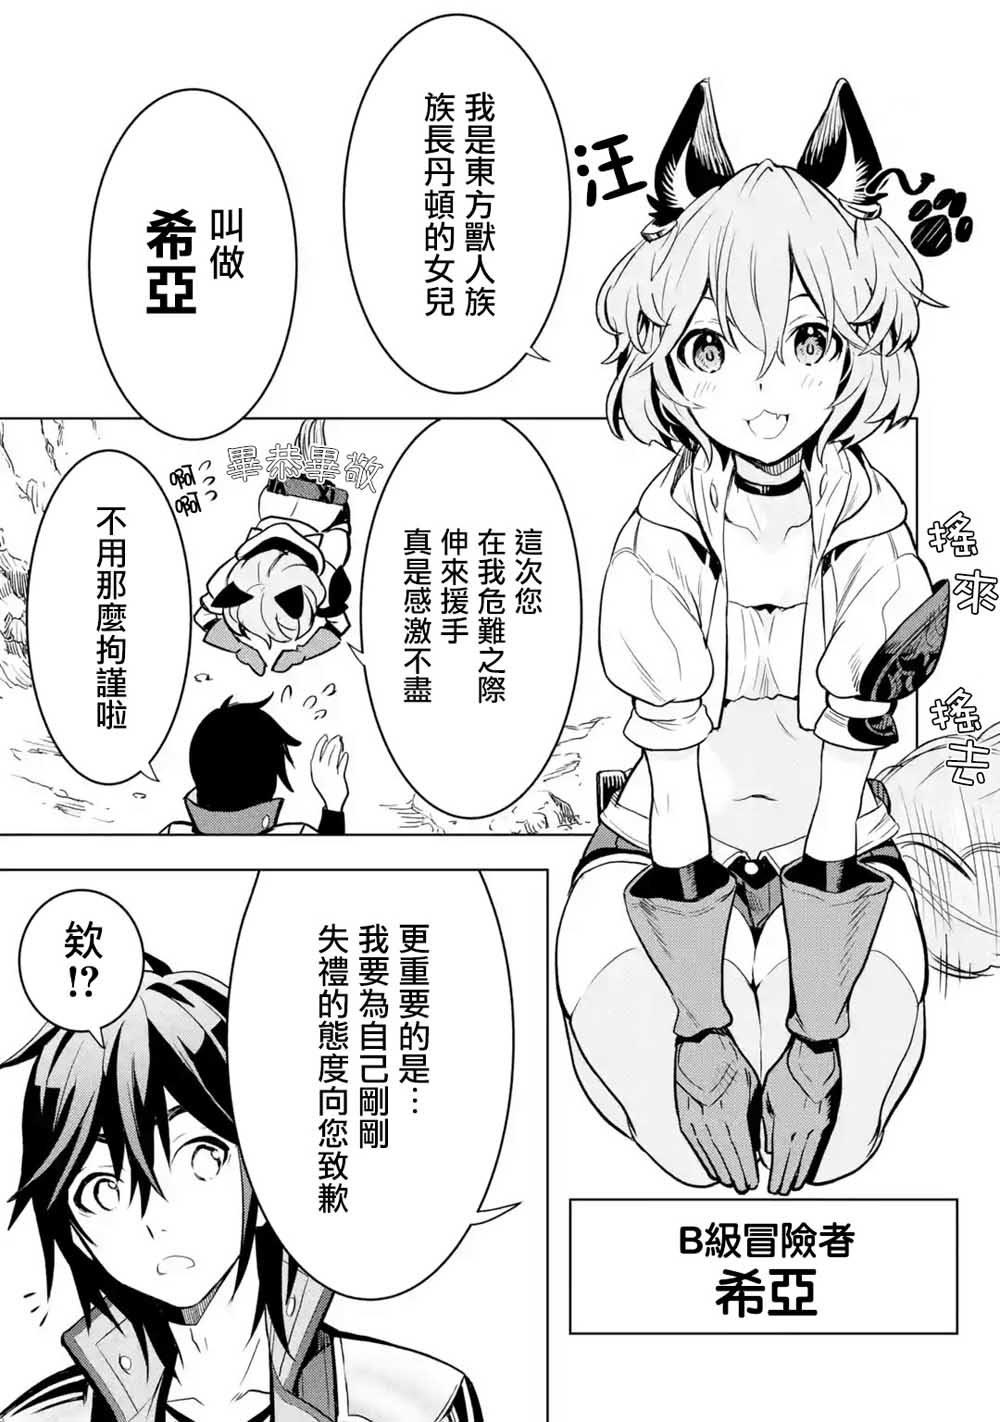 汪
我是東方獸人族
族長丹頓的女兒
叫做
希亞
搖來
搖去
B級冒險者
希亞
這次您
在我危難之際
伸來援手
真是感激不盡
畢恭畢敬
啊
啊
不用那麼拘謹啦
更重要的是…
我要為自己剛剛
失禮的態度向您致歉
欸!?